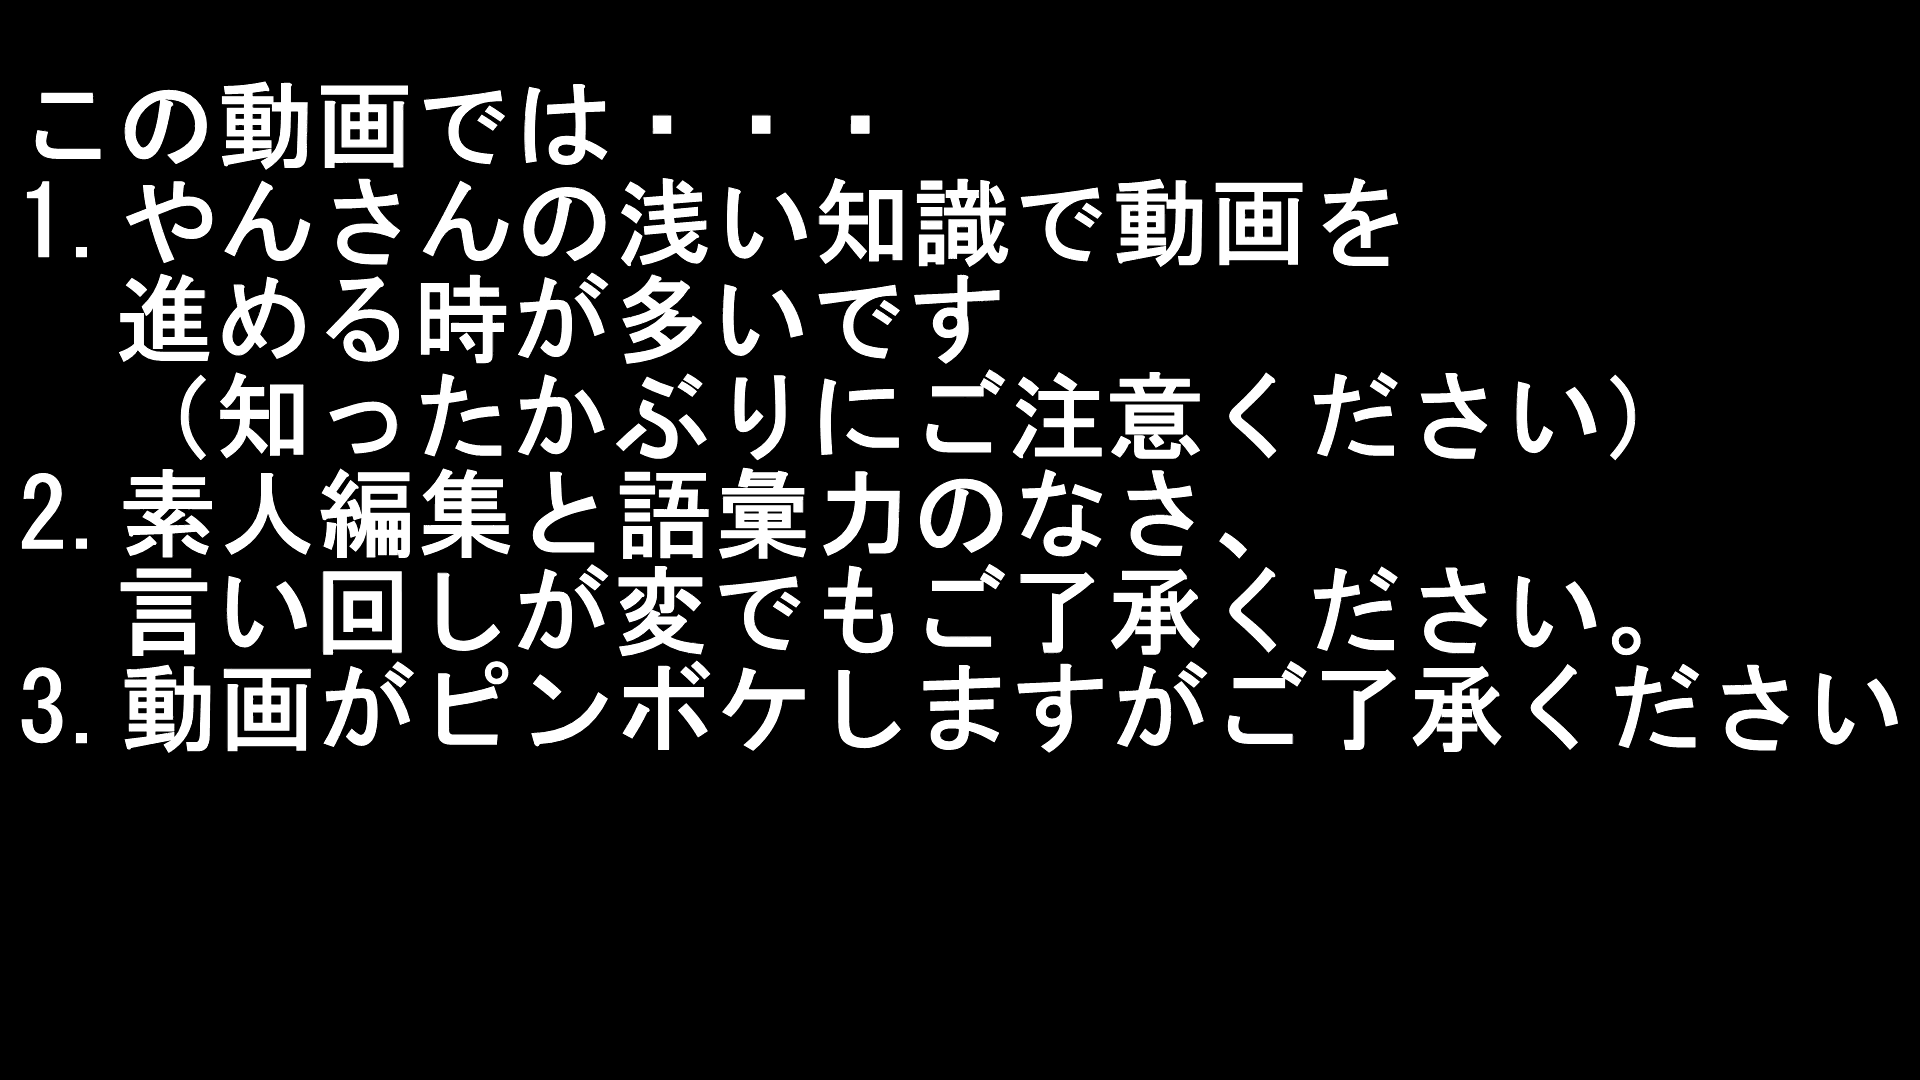 この動画では・・・
1.やんさんの浅い知識で動画を
進める時が多いです
（知ったかぶりにご注意ください）
2.素人編集と語彙力のなさ、
言い回しが変でもご了承ください。
3.動画がピンボケしますがご了承ください